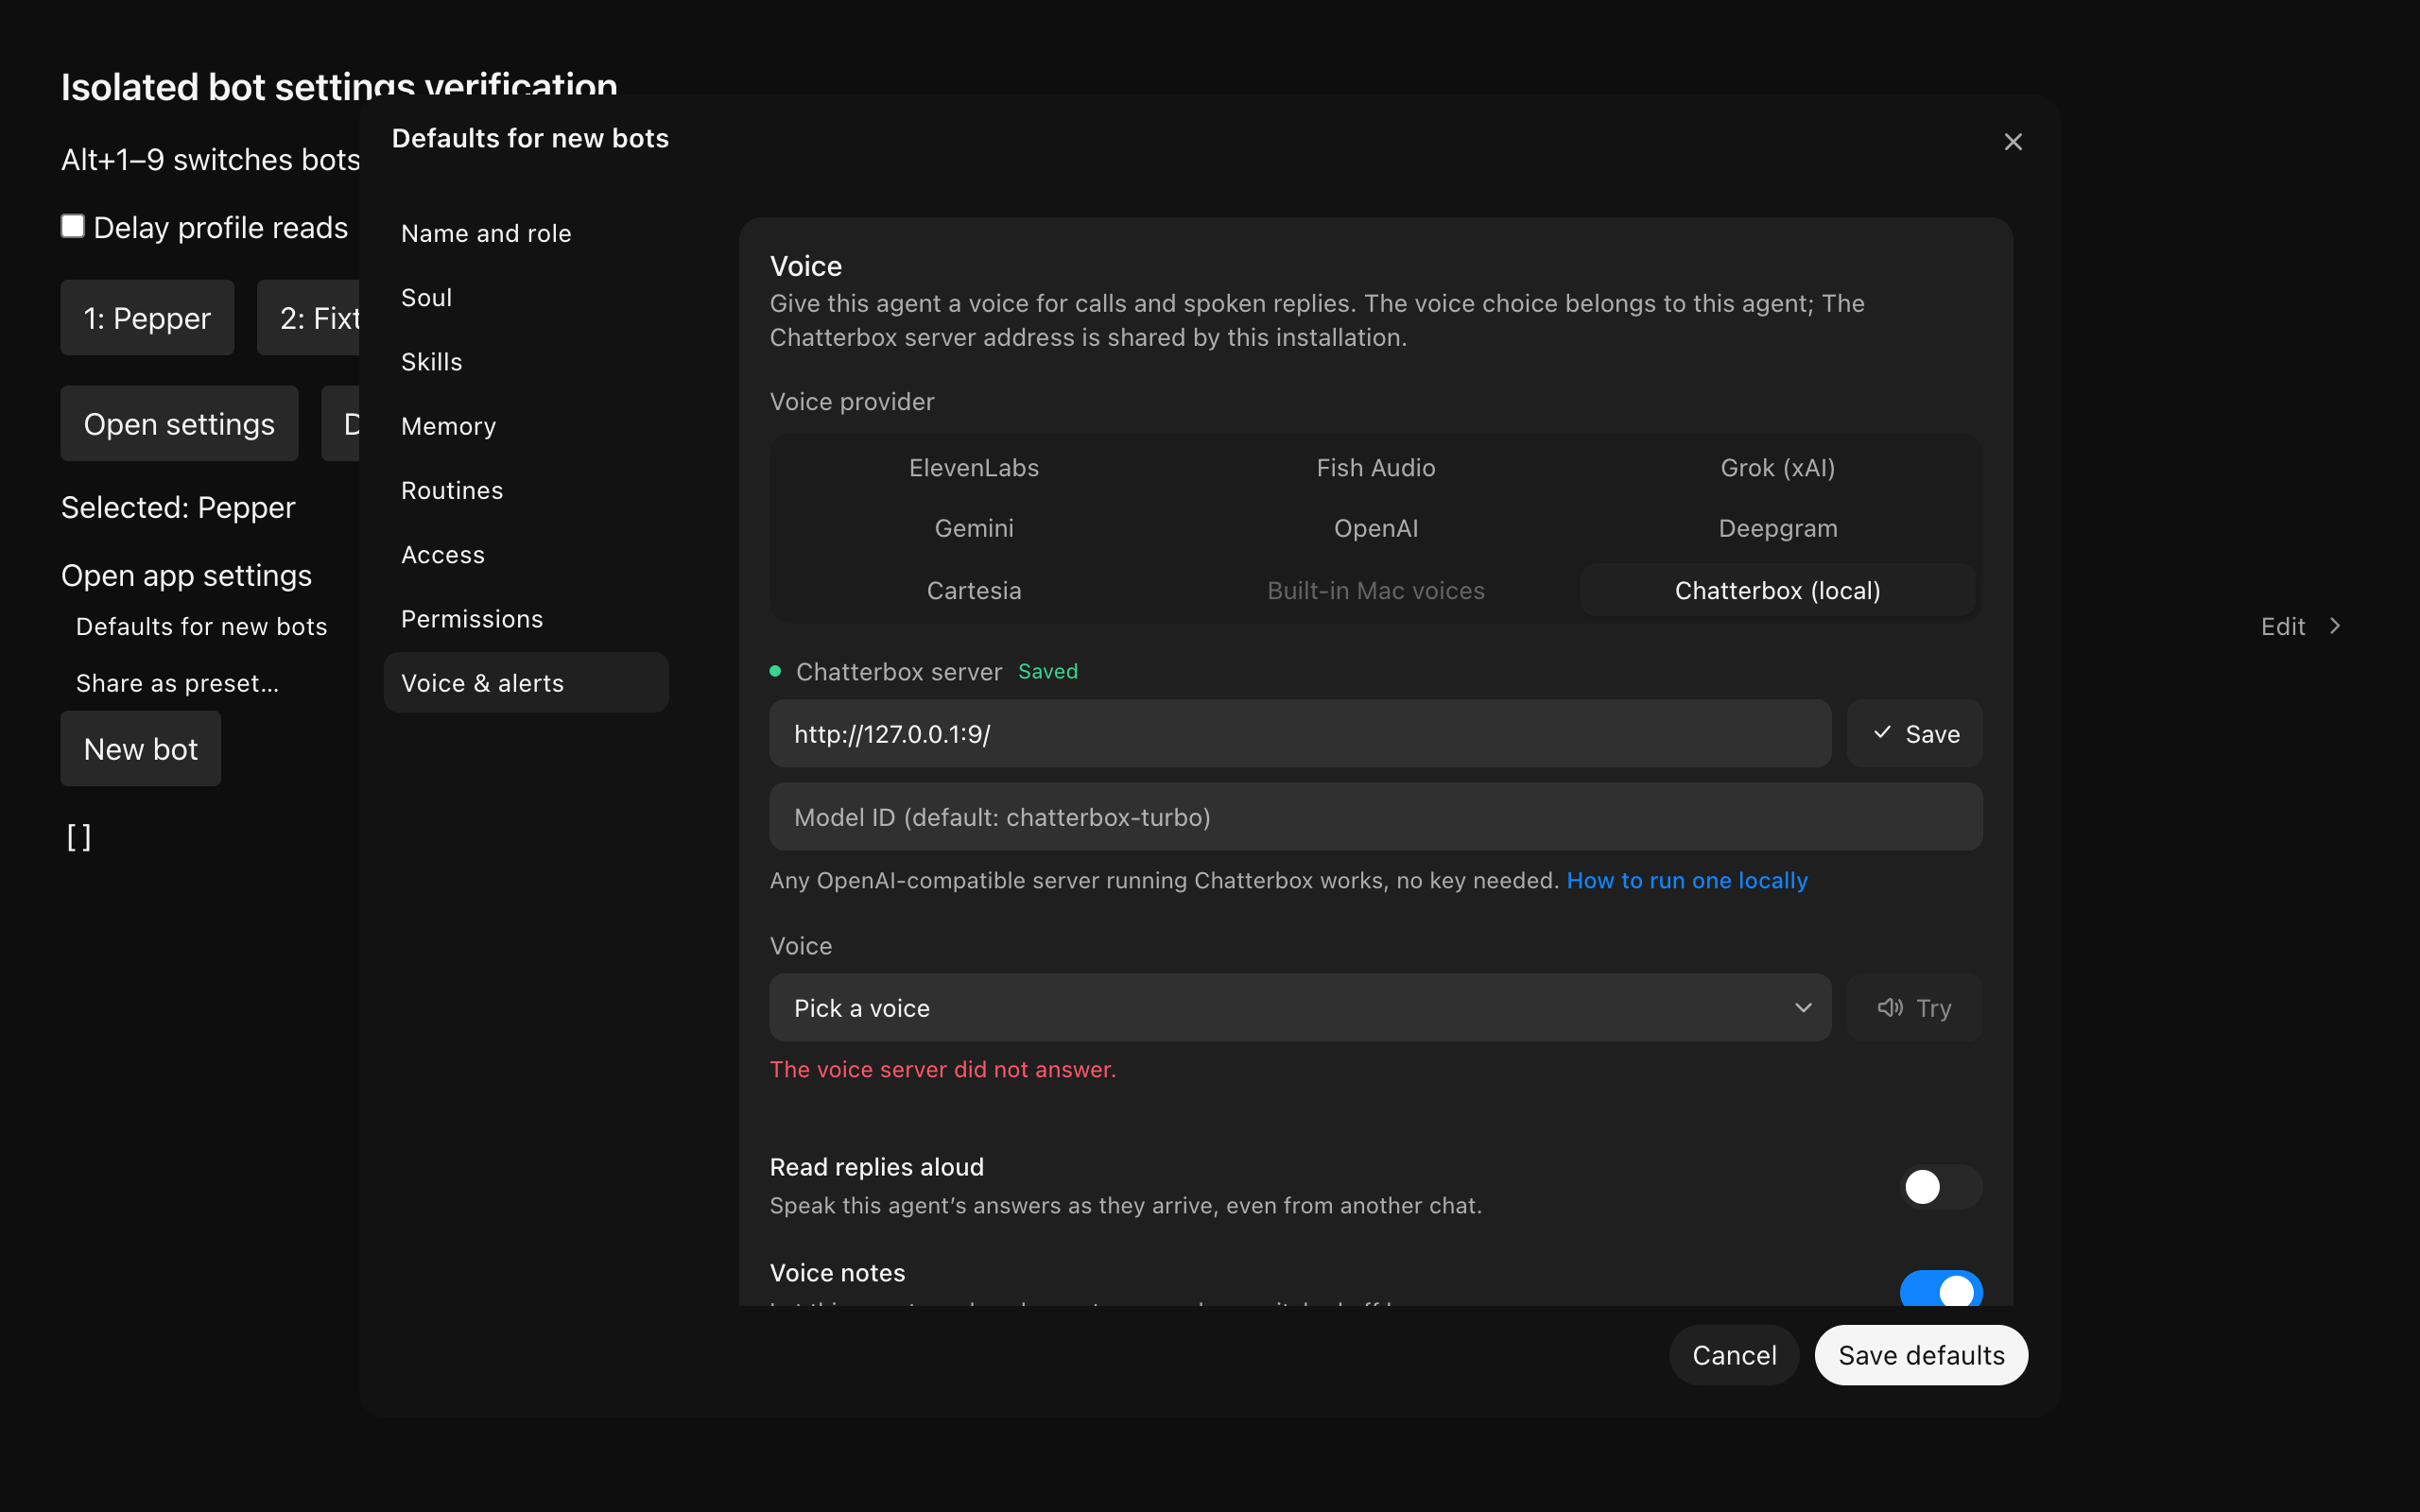 Isolated bot settings verification
Alt+1–9 switches bots
Delay profile reads
1: Pepper
2: Fixt
Open settings
D
Selected: Pepper
Open app settings
Defaults for new bots
Edit
Share as preset...
New bot
[]
Defaults for new bots
Name and role
Soul
Skills
Memory
Routines
Access
Permissions
Voice & alerts
Voice
Give this agent a voice for calls and spoken replies. The voice choice belongs to this agent; The
Chatterbox server address is shared by this installation.
Voice provider
ElevenLabs
Fish Audio
Grok (xAI)
Gemini
OpenAI
Deepgram
Cartesia
Built-in Mac voices
Chatterbox (local)
Chatterbox server Saved
http://127.0.0.1:9/
Save
Model ID (default: chatterbox-turbo)
Any OpenAI-compatible server running Chatterbox works, no key needed. How to run one locally
Voice
Pick a voice
Try
The voice server did not answer.
Read replies aloud
Speak this agent’s answers as they arrive, even from another chat.
Voice notes
Cancel
Save defaults